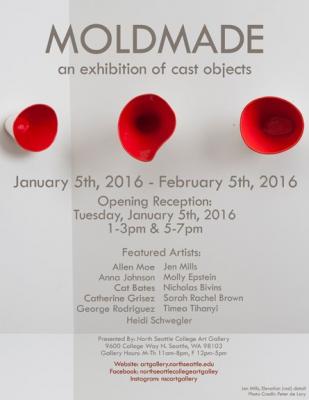 MOLDMADE
an exhibition of cast objects
January 5th, 2016 - February 5th, 2016
Opening Reception:
Tuesday, January 5th, 2016
1-3pm & 5-7pm
Featured Artists:
Allen Moe
Anna Johnson
Cat Bates
Catherine Grisez
George Rodriguez
Jen Mills
Molly Epstein
Nicholas Bivins
Sarah Rachel Brown
Timea Tihanyi
Heidi Schwegler
Presented By: North Seattle College Art Gallery
9600 College Way N. Seattle, WA 98103
Gallery Hours: M-Th 11am-8pm, F 12pm-5pm
Website: artgallery.northseattle.edu
Facebook: northseattlecollegeartgalley
Instagram: nscartgallery
Jen Mills, Elevation (red) detail
Photo Credit: Peter de Lory